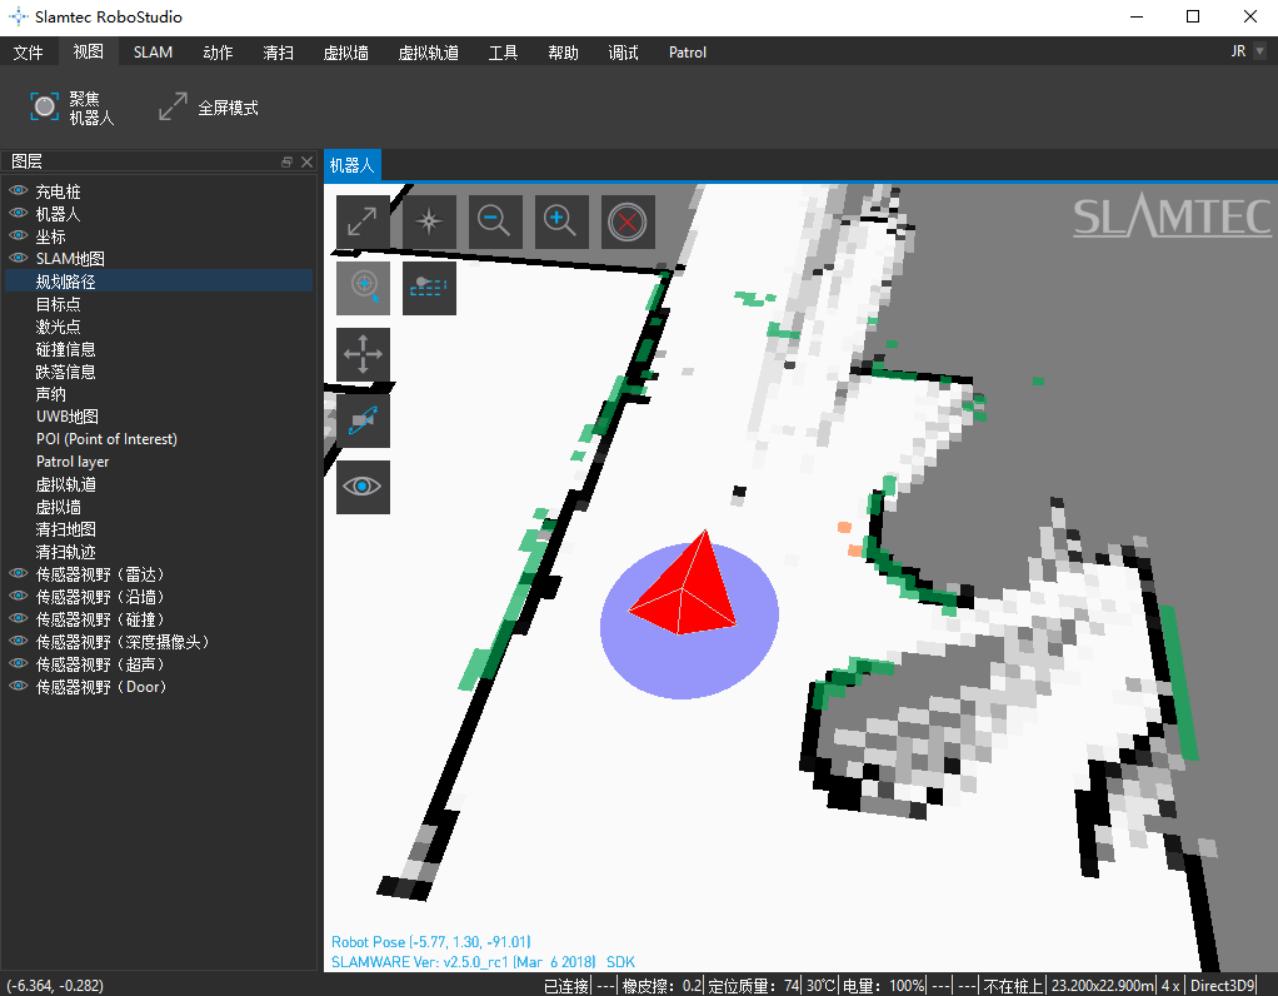 Slamtec RoboStudio
文件 视图 SLAM 动作 清扫 虚拟墙 虚拟轨道 工具 帮助 调试 Patrol JR
聚焦
机器人
全屏模式
图层
机器人
充电桩
机器人
坐标
SLAM地图
规划路径
目标点
激光点
碰撞信息
跌落信息
声纳
UWB地图
POI (Point of Interest)
Patrol layer
虚拟轨道
虚拟墙
清扫地图
清扫轨迹
传感器视野（雷达）
传感器视野（沿墙）
传感器视野（碰撞）
传感器视野（深度摄像头）
传感器视野（超声）
传感器视野（Door）
SLAMTEC
Robot Pose (-5.77, 1.30, -91.01)
SLAMWARE Ver: v2.5.0_rc1 (Mar 6 2018) SDK
(-6.364, -0.282)
已连接| ---| 橡皮擦：0.2| 定位质量：74| 30℃| 电量：100%| ---| ---| 不在桩上| 23.200x22.900m| 4 x | Direct3D9|